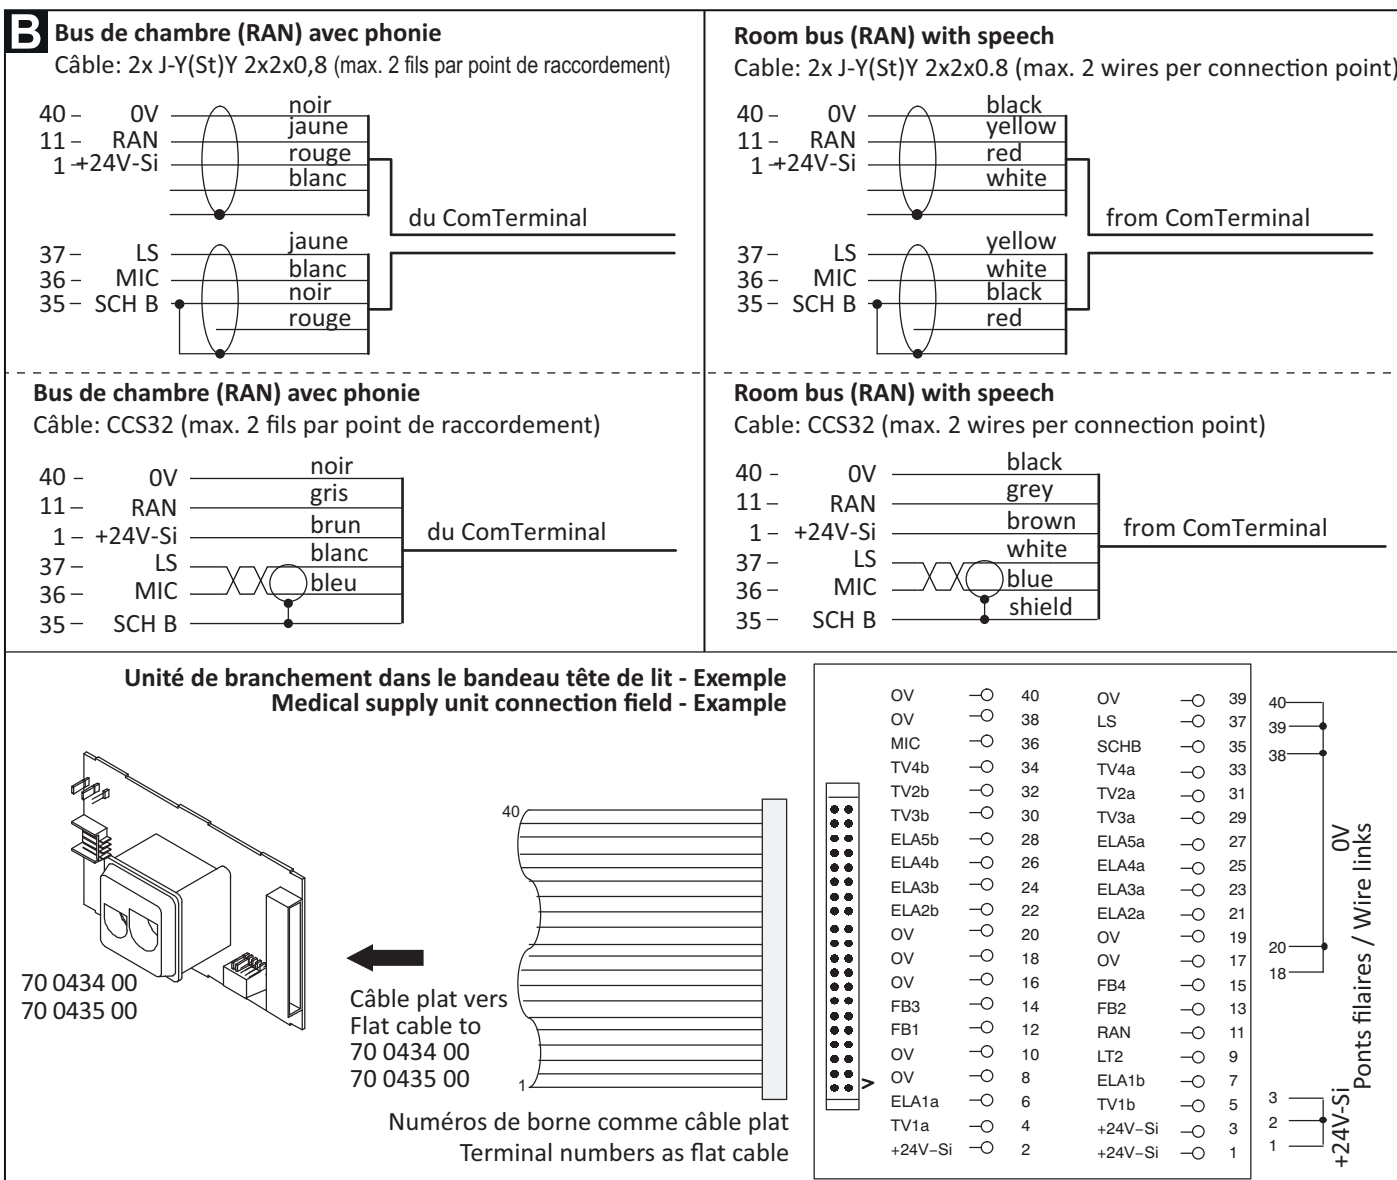 B
Bus de chambre (RAN) avec phonie
Câble: 2x J-Y(St)Y 2x2x0,8 (max. 2 fils par point de raccordement)
40 – 0V noir
11 – RAN jaune
1 – +24V-Si rouge
blanc
du ComTerminal
37 – LS jaune
36 – MIC blanc
35 – SCH B noir
rouge
Room bus (RAN) with speech
Cable: 2x J-Y(St)Y 2x2x0.8 (max. 2 wires per connection point)
40 – 0V black
11 – RAN yellow
1 – +24V-Si red
white
from ComTerminal
37 – LS yellow
36 – MIC white
35 – SCH B black
red
Bus de chambre (RAN) avec phonie
Câble: CCS32 (max. 2 fils par point de raccordement)
40 – 0V noir
11 – RAN gris
1 – +24V-Si brun
du ComTerminal
37 – LS blanc
36 – MIC bleu
35 – SCH B
Room bus (RAN) with speech
Cable: CCS32 (max. 2 wires per connection point)
40 – 0V black
11 – RAN grey
1 – +24V-Si brown
from ComTerminal
37 – LS white
36 – MIC blue
35 – SCH B shield
Unité de branchement dans le bandeau tête de lit - Exemple
Medical supply unit connection field - Example
70 0434 00
70 0435 00
40
1
Câble plat vers
Flat cable to
70 0434 00
70 0435 00
Numéros de borne comme câble plat
Terminal numbers as flat cable
>
OV 40 OV 39
OV 38 LS 37
MIC 36 SCHB 35
TV4b 34 TV4a 33
TV2b 32 TV2a 31
TV3b 30 TV3a 29
ELA5b 28 ELA5a 27
ELA4b 26 ELA4a 25
ELA3b 24 ELA3a 23
ELA2b 22 ELA2a 21
OV 20 OV 19
OV 18 OV 17
OV 16 FB4 15
FB3 14 FB2 13
FB1 12 RAN 11
OV 10 LT2 9
OV 8 ELA1b 7
ELA1a 6 TV1b 5
TV1a 4 +24V–Si 3
+24V–Si 2 +24V–Si 1
40
39
38
20
18
0V
3
2
1
+24V-Si
Ponts filaires / Wire links